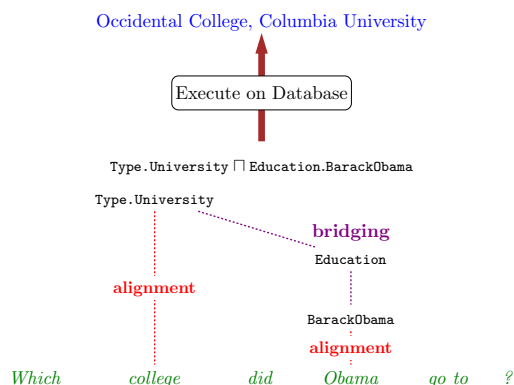 Occidental College, Columbia University
Execute on Database
Type.University ⊓ Education.BarackObama
Type.University
bridging
Education
alignment
BarackObama
alignment
Which college did Obama go to ?